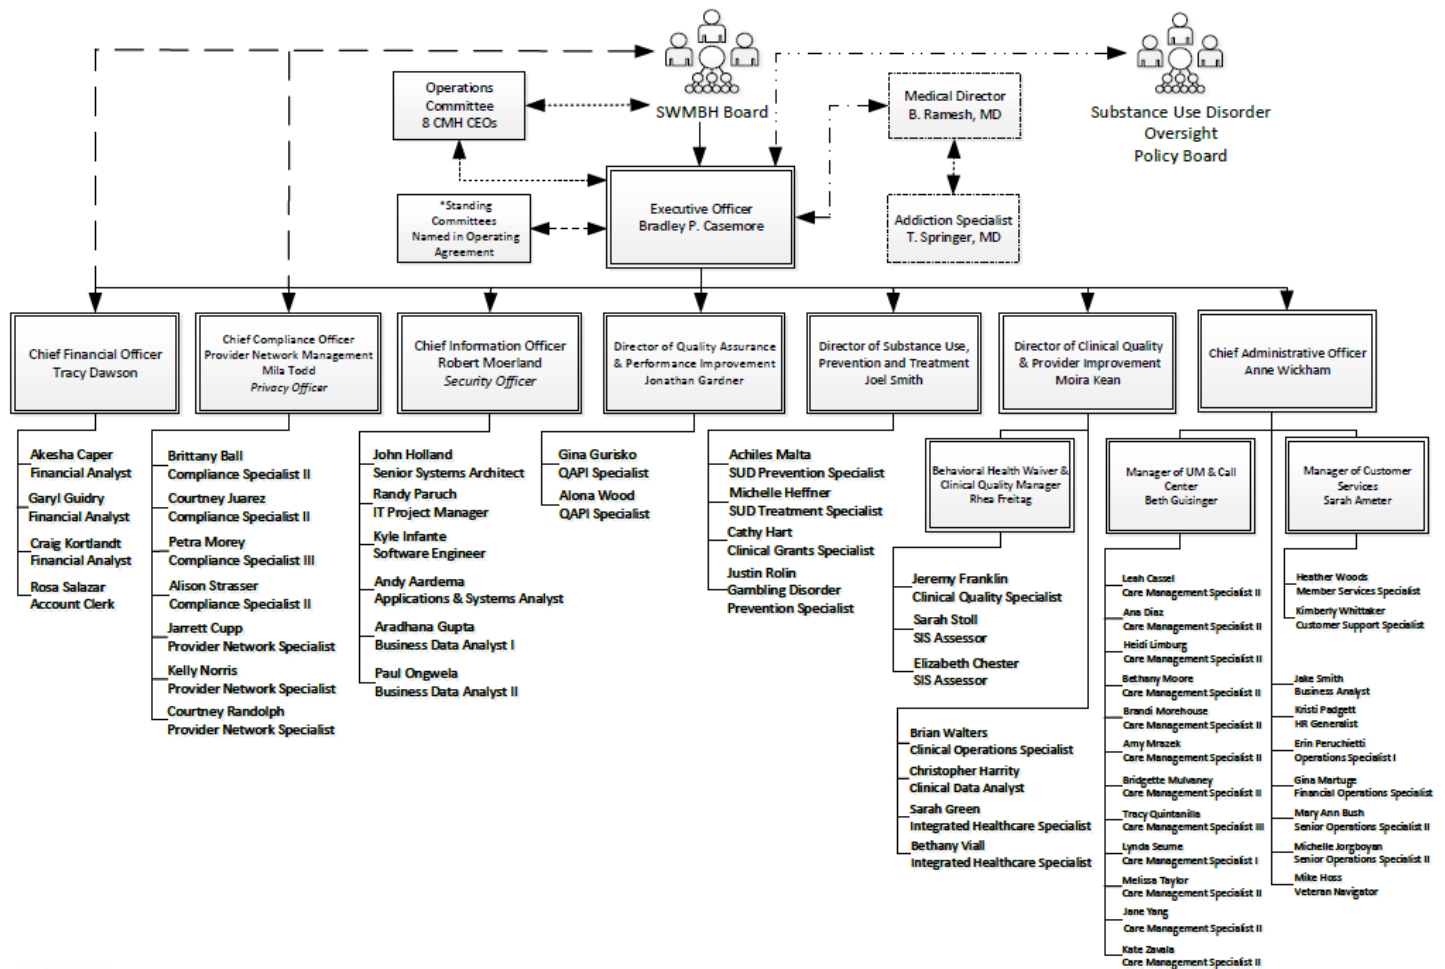 SWMBH Board
Substance Use Disorder
Oversight
Policy Board
Operations
Committee
8 CMH CEOs
Medical Director
B. Ramesh, MD
*Standing
Committees
Named in Operating
Agreement
Executive Officer
Bradley P. Casemore
Addiction Specialist
T. Springer, MD
Chief Financial Officer
Tracy Dawson
Chief Compliance Officer
Provider Network Management
Mila Todd
Privacy Officer
Chief Information Officer
Robert Moerland
Security Officer
Director of Quality Assurance
& Performance Improvement
Jonathan Gardner
Director of Substance Use,
Prevention and Treatment
Joel Smith
Director of Clinical Quality
& Provider Improvement
Moira Kean
Chief Administrative Officer
Anne Wickham
Akesha Caper
Financial Analyst
Garyl Guidry
Financial Analyst
Craig Kortlandt
Financial Analyst
Rosa Salazar
Account Clerk
Brittany Ball
Compliance Specialist II
Courtney Juarez
Compliance Specialist II
Petra Morey
Compliance Specialist III
Alison Strasser
Compliance Specialist II
Jarrett Cupp
Provider Network Specialist
Kelly Norris
Provider Network Specialist
Courtney Randolph
Provider Network Specialist
John Holland
Senior Systems Architect
Randy Paruch
IT Project Manager
Kyle Infante
Software Engineer
Andy Aardema
Applications & Systems Analyst
Aradhana Gupta
Business Data Analyst I
Paul Ongwela
Business Data Analyst II
Gina Gurisko
QAPI Specialist
Alona Wood
QAPI Specialist
Achiles Malta
SUD Prevention Specialist
Michelle Heffner
SUD Treatment Specialist
Cathy Hart
Clinical Grants Specialist
Justin Rolin
Gambling Disorder
Prevention Specialist
Behavioral Health Waiver &
Clinical Quality Manager
Rhea Freitag
Jeremy Franklin
Clinical Quality Specialist
Sarah Stoll
SIS Assessor
Elizabeth Chester
SIS Assessor
Brian Walters
Clinical Operations Specialist
Christopher Harrity
Clinical Data Analyst
Sarah Green
Integrated Healthcare Specialist
Bethany Viall
Integrated Healthcare Specialist
Manager of UM & Call
Center
Beth Guisinger
Leah Cassel
Care Management Specialist II
Ana Diaz
Care Management Specialist II
Heidi Limburg
Care Management Specialist II
Bethany Moore
Care Management Specialist II
Brandi Morehouse
Care Management Specialist II
Amy Mrazek
Care Management Specialist II
Bridgette Mulvaney
Care Management Specialist II
Tracy Quintanilla
Care Management Specialist III
Lynda Seume
Care Management Specialist I
Melissa Taylor
Care Management Specialist II
Jane Yang
Care Management Specialist II
Kate Zavala
Care Management Specialist II
Manager of Customer
Services
Sarah Ameter
Heather Woods
Member Services Specialist
Kimberly Whittaker
Customer Support Specialist
Jake Smith
Business Analyst
Kristi Padgett
HR Generalist
Erin Peruchietti
Operations Specialist I
Gina Martuge
Financial Operations Specialist
Mary Ann Bush
Senior Operations Specialist II
Michelle Jorgboyan
Senior Operations Specialist II
Mike Hoss
Veteran Navigator